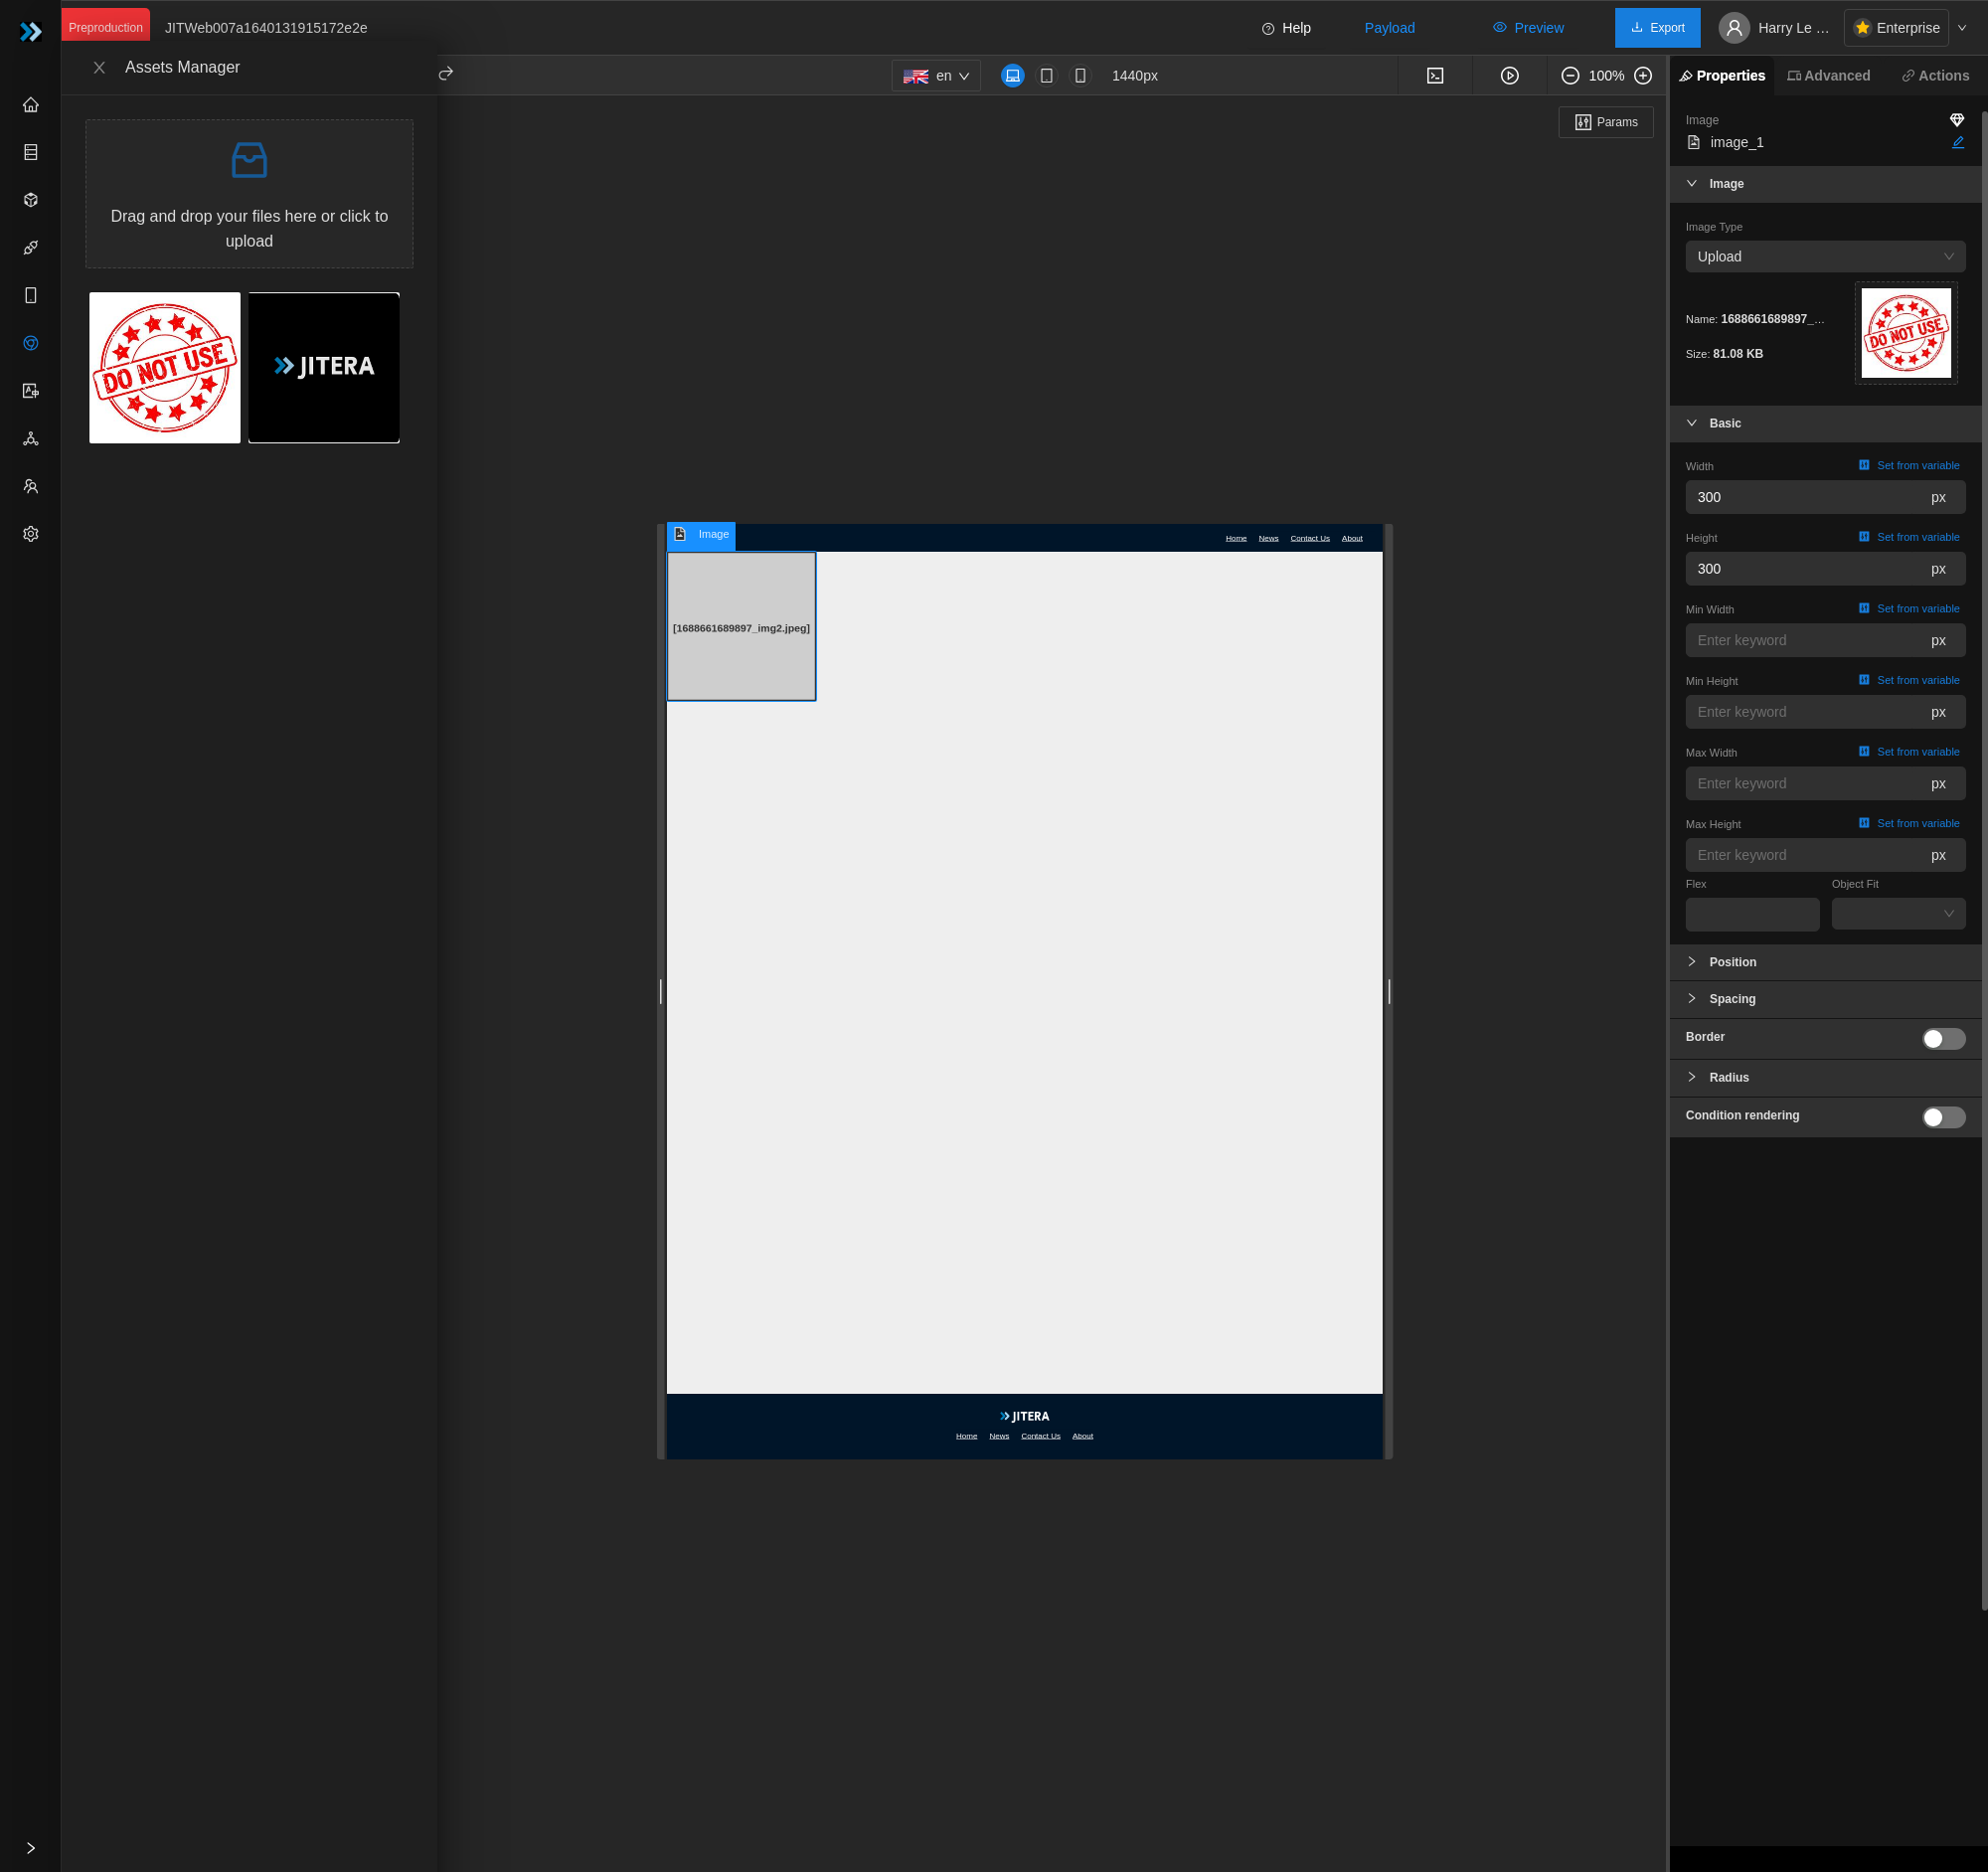 Preproduction
JITWeb007a1640131915172e2e
Help
Payload
Preview
Export
Harry Le ...
Enterprise
Assets Manager
en
1440px
100%
Properties
Advanced
Actions
Params
Drag and drop your files here or click to
upload
DO NOT USE
JITERA
Image
image_1
Image
Image Type
Upload
Name: 1688661689897_...
Size: 81.08 KB
DO NOT USE
Basic
Width
Set from variable
300
px
Height
Set from variable
300
px
Min Width
Set from variable
Enter keyword
px
Min Height
Set from variable
Enter keyword
px
Max Width
Set from variable
Enter keyword
px
Max Height
Set from variable
Enter keyword
px
Flex
Object Fit
Position
Spacing
Border
Radius
Condition rendering
Image
Home
News
Contact Us
About
[1688661689897_img2.jpeg]
JITERA
Home
News
Contact Us
About